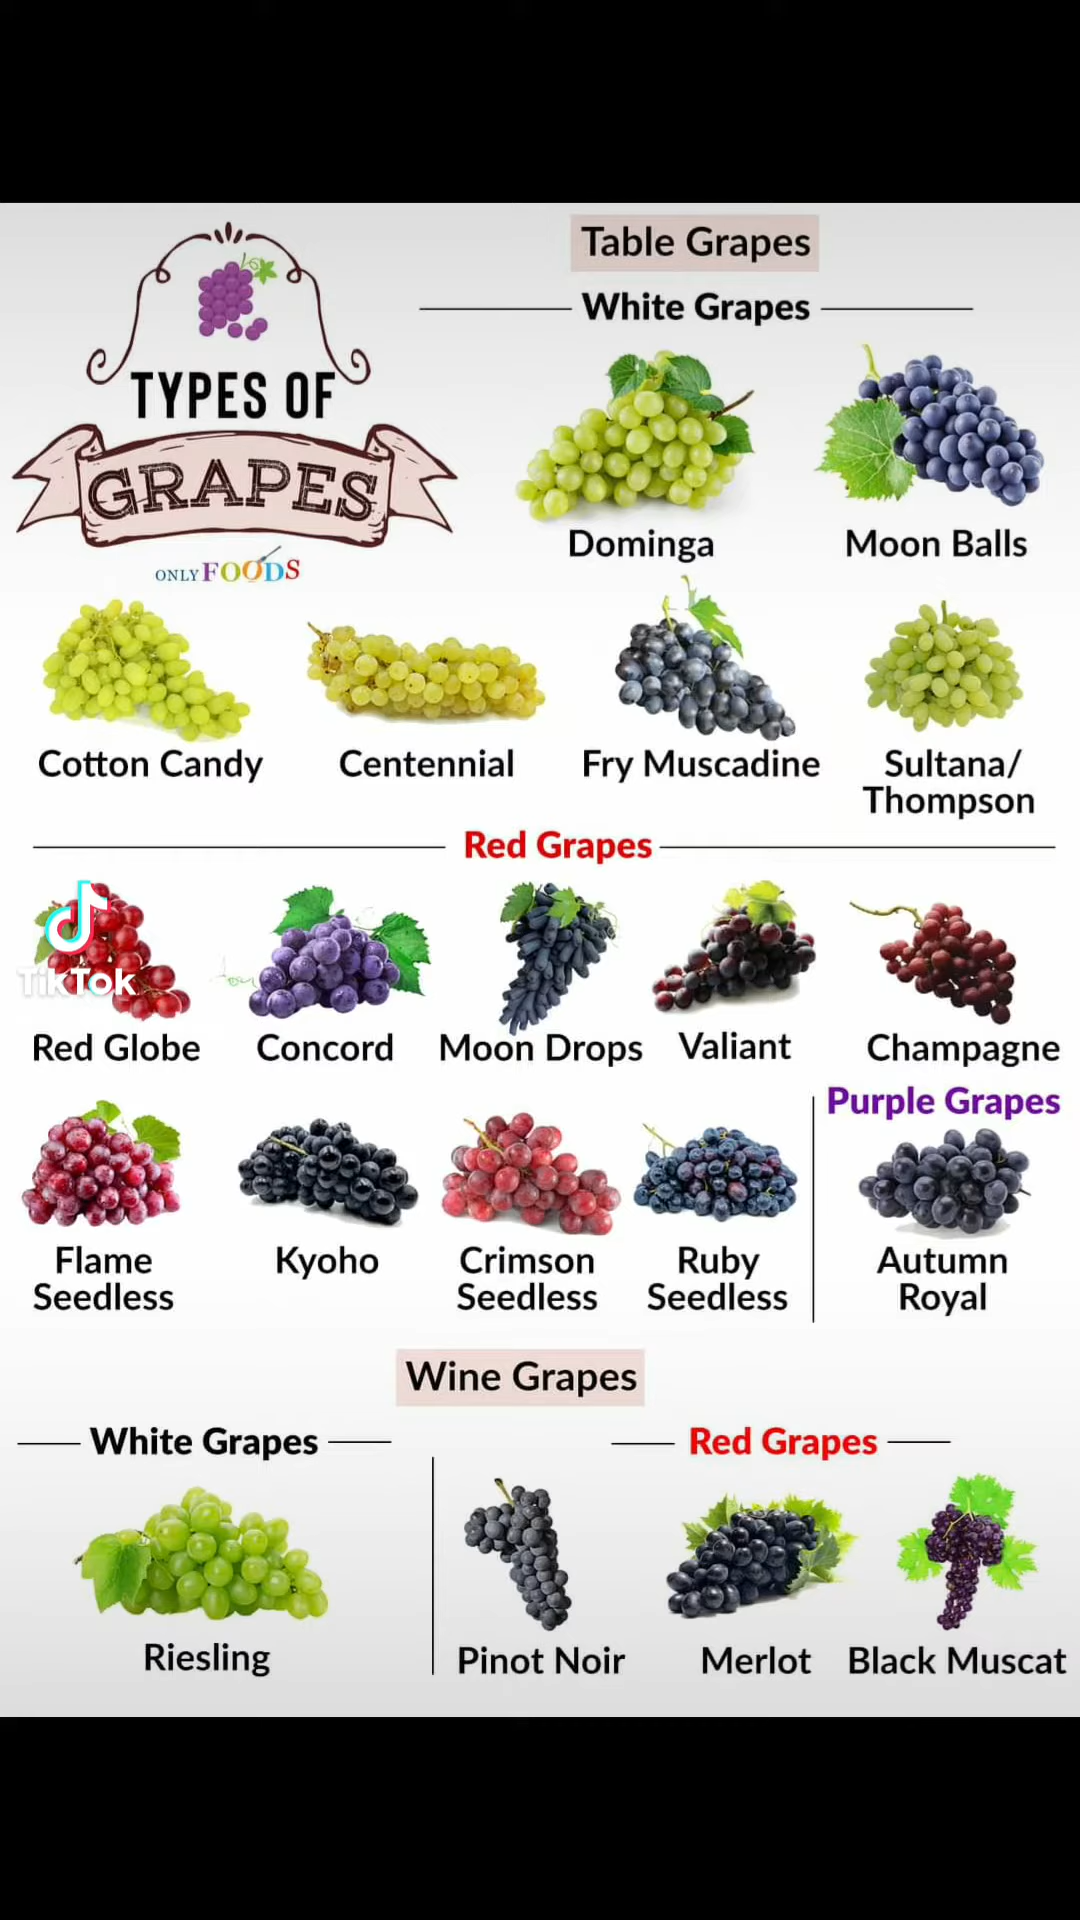 TYPES OF
GRAPES
ONLY FOODS
Table Grapes
White Grapes
Dominga
Moon Balls
Cotton Candy
Centennial
Fry Muscadine
Sultana/
Thompson
Red Grapes
TikTok
Red Globe
Concord
Moon Drops
Valiant
Champagne
Flame
Seedless
Kyoho
Crimson
Seedless
Ruby
Seedless
Purple Grapes
Autumn
Royal
Wine Grapes
White Grapes
Riesling
Red Grapes
Pinot Noir
Merlot
Black Muscat